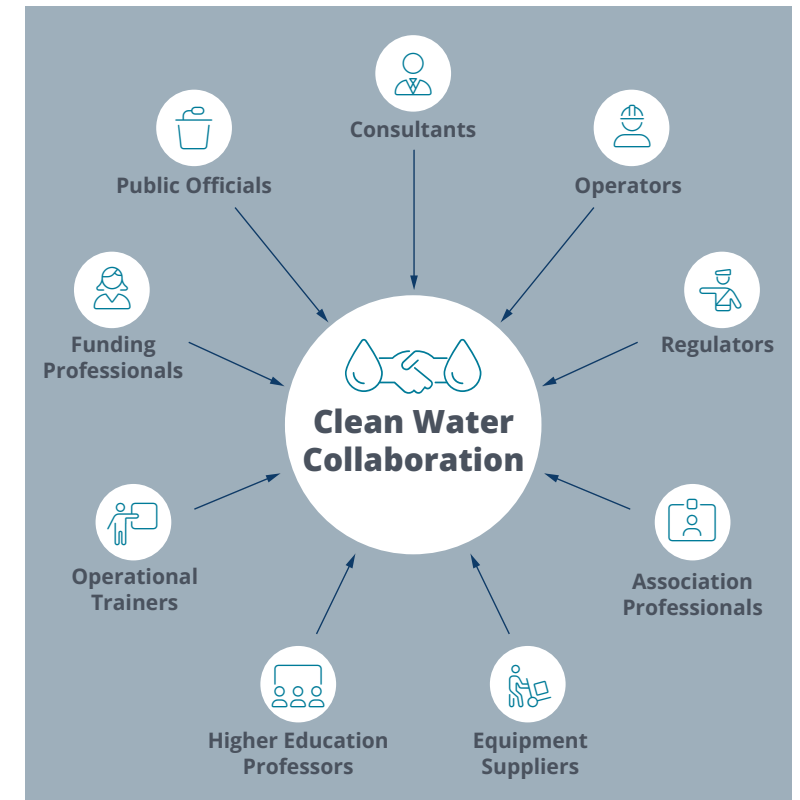 Consultants
Public Officials
Operators
Funding
Professionals
Regulators
Clean Water
Collaboration
Operational
Trainers
Association
Professionals
Higher Education
Professors
Equipment
Suppliers